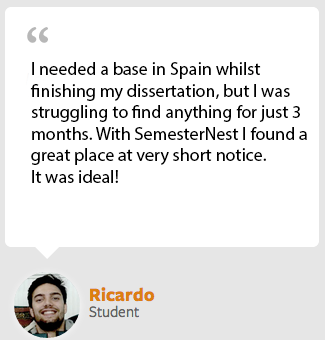 “
I needed a base in Spain whilst
finishing my dissertation, but I was
struggling to find anything for just 3
months. With SemesterNest I found a
great place at very short notice.
It was ideal!
Ricardo
Student